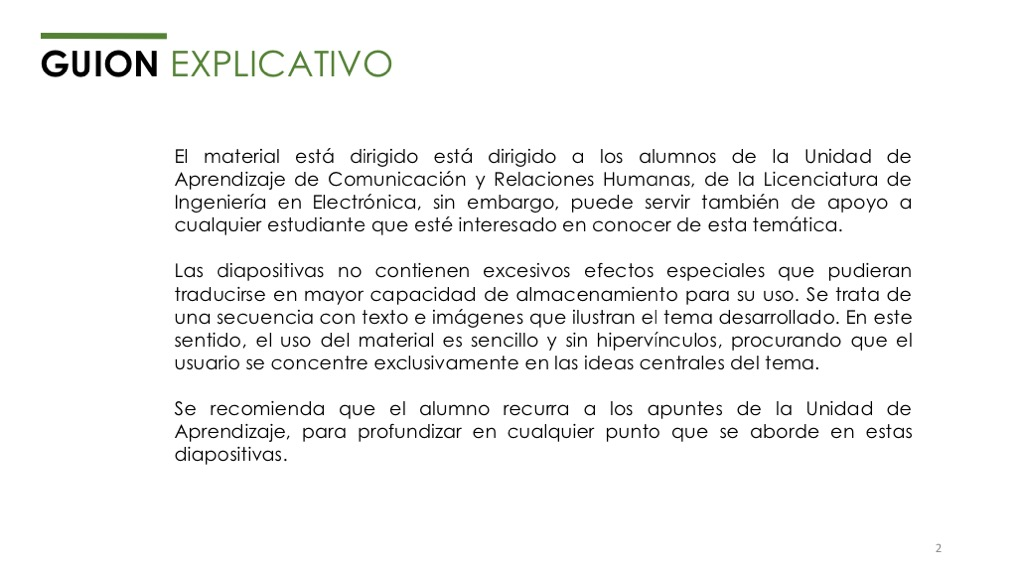 GUION EXPLICATIVO
El material está dirigido está dirigido a los alumnos de la Unidad de
Aprendizaje de Comunicación y Relaciones Humanas, de la Licenciatura de
Ingeniería en Electrónica, sin embargo, puede servir también de apoyo a
cualquier estudiante que esté interesado en conocer de esta temática.
Las diapositivas no contienen excesivos efectos especiales que pudieran
traducirse en mayor capacidad de almacenamiento para su uso. Se trata de
una secuencia con texto e imágenes que ilustran el tema desarrollado. En este
sentido, el uso del material es sencillo y sin hipervínculos, procurando que el
usuario se concentre exclusivamente en las ideas centrales del tema.
Se recomienda que el alumno recurra a los apuntes de la Unidad de
Aprendizaje, para profundizar en cualquier punto que se aborde en estas
diapositivas.
2